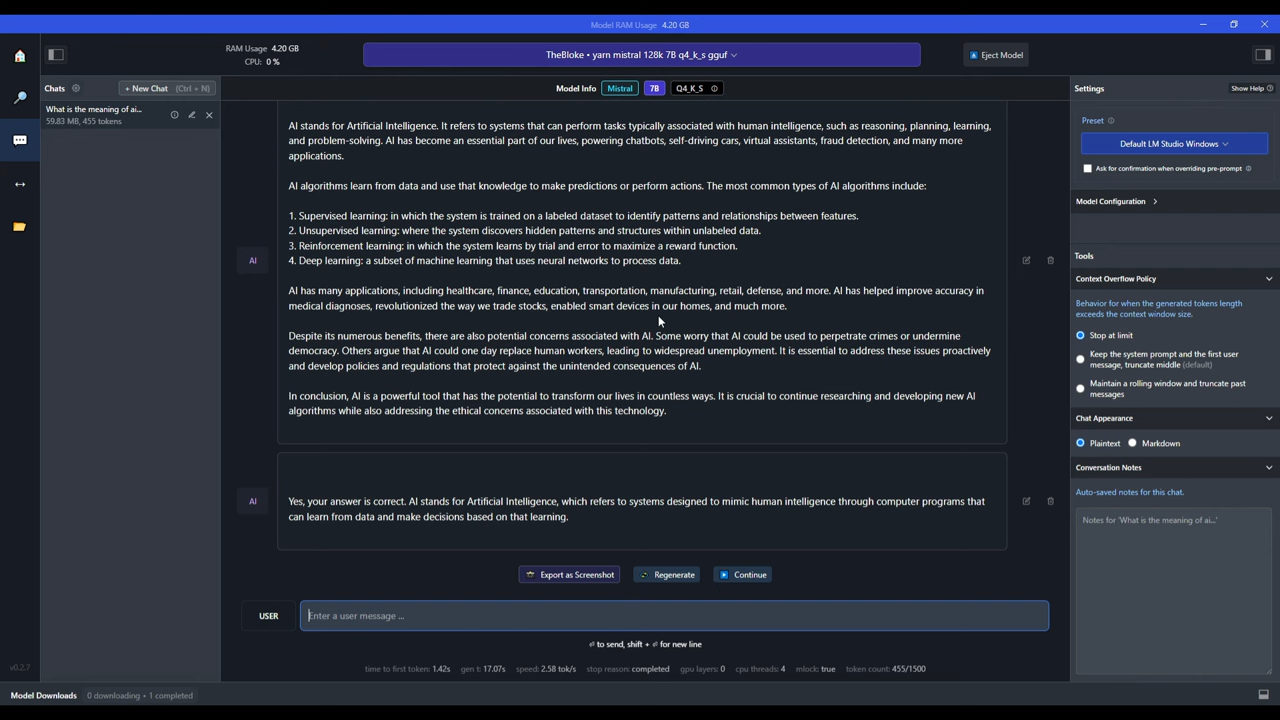 Model RAM Usage 4.20 GB
RAM Usage 4.20 GB
CPU: 0 %
TheBloke • yarn mistral 128k 7B q4_k_s gguf
Eject Model
Chats
+ New Chat (Ctrl + N)
Model Info Mistral 7B Q4_K_S
Settings
Show Help
What is the meaning of ai...
59.83 MB, 455 tokens
AI stands for Artificial Intelligence. It refers to systems that can perform tasks typically associated with human intelligence, such as reasoning, planning, learning,
and problem-solving. AI has become an essential part of our lives, powering chatbots, self-driving cars, virtual assistants, fraud detection, and many more
applications.
AI algorithms learn from data and use that knowledge to make predictions or perform actions. The most common types of AI algorithms include:
1. Supervised learning: in which the system is trained on a labeled dataset to identify patterns and relationships between features.
2. Unsupervised learning: where the system discovers hidden patterns and structures within unlabeled data.
3. Reinforcement learning: in which the system learns by trial and error to maximize a reward function.
4. Deep learning: a subset of machine learning that uses neural networks to process data.
AI
AI has many applications, including healthcare, finance, education, transportation, manufacturing, retail, defense, and more. AI has helped improve accuracy in
medical diagnoses, revolutionized the way we trade stocks, enabled smart devices in our homes, and much more.
Despite its numerous benefits, there are also potential concerns associated with AI. Some worry that AI could be used to perpetrate crimes or undermine
democracy. Others argue that AI could one day replace human workers, leading to widespread unemployment. It is essential to address these issues proactively
and develop policies and regulations that protect against the unintended consequences of AI.
In conclusion, AI is a powerful tool that has the potential to transform our lives in countless ways. It is crucial to continue researching and developing new AI
algorithms while also addressing the ethical concerns associated with this technology.
AI
Yes, your answer is correct. AI stands for Artificial Intelligence, which refers to systems designed to mimic human intelligence through computer programs that
can learn from data and make decisions based on that learning.
Export as Screenshot
Regenerate
Continue
USER
Enter a user message ...
⏎ to send, shift + ⏎ for new line
time to first token: 1.42s gen t: 17.07s speed: 2.58 tok/s stop reason: completed gpu layers: 0 cpu threads: 4 mlock: true token count: 455/1500
Preset
Default LM Studio Windows
Ask for confirmation when overriding pre-prompt
Model Configuration
Tools
Context Overflow Policy
Behavior for when the generated tokens length
exceeds the context window size.
Stop at limit
Keep the system prompt and the first user
message, truncate middle (default)
Maintain a rolling window and truncate past
messages
Chat Appearance
Plaintext
Markdown
Conversation Notes
Auto-saved notes for this chat.
Notes for 'What is the meaning of ai...'
v0.2.7
Model Downloads 0 downloading • 1 completed